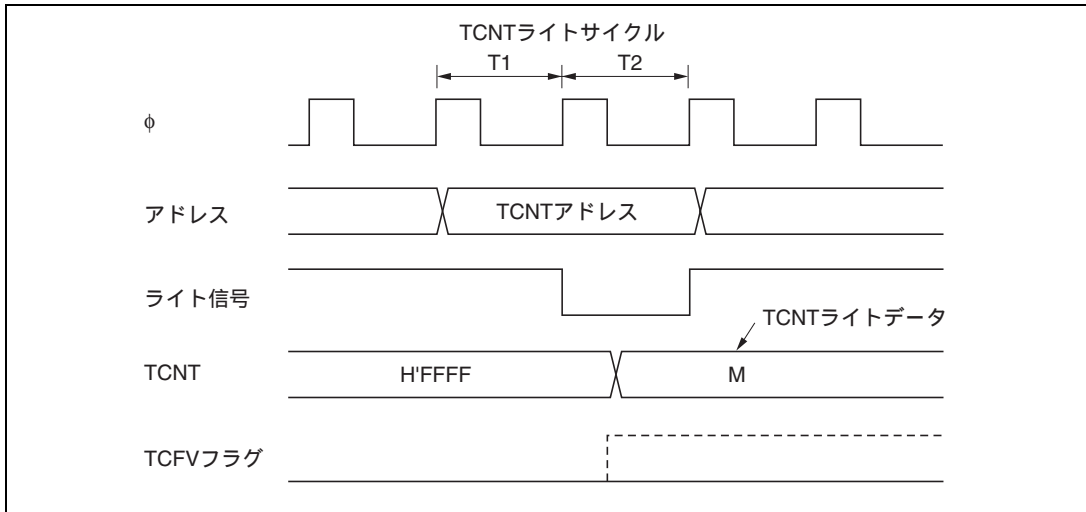 TCNTライトサイクル
T1 T2
φ
アドレス TCNTアドレス
ライト信号
TCNTライトデータ
TCNT H'FFFF M
TCFVフラグ